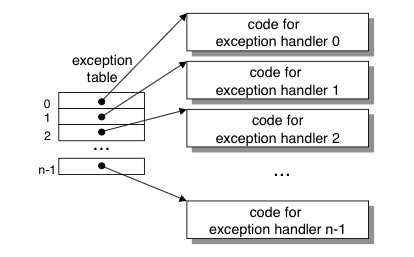 code for
exception handler 0
exception
table
code for
exception handler 1
0
1
2
...
n-1
code for
exception handler 2
...
code for
exception handler n-1